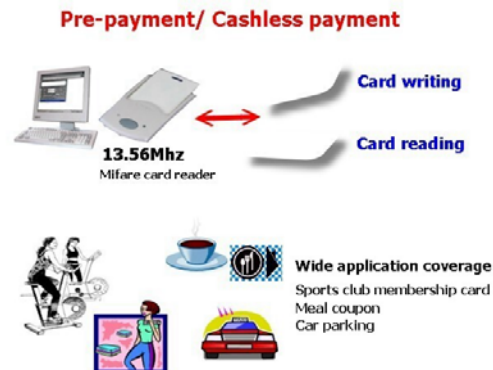 Pre-payment/ Cashless payment
Card writing
Card reading
13.56Mhz
Mifare card reader
Wide application coverage
Sports club membership card
Meal coupon
Car parking